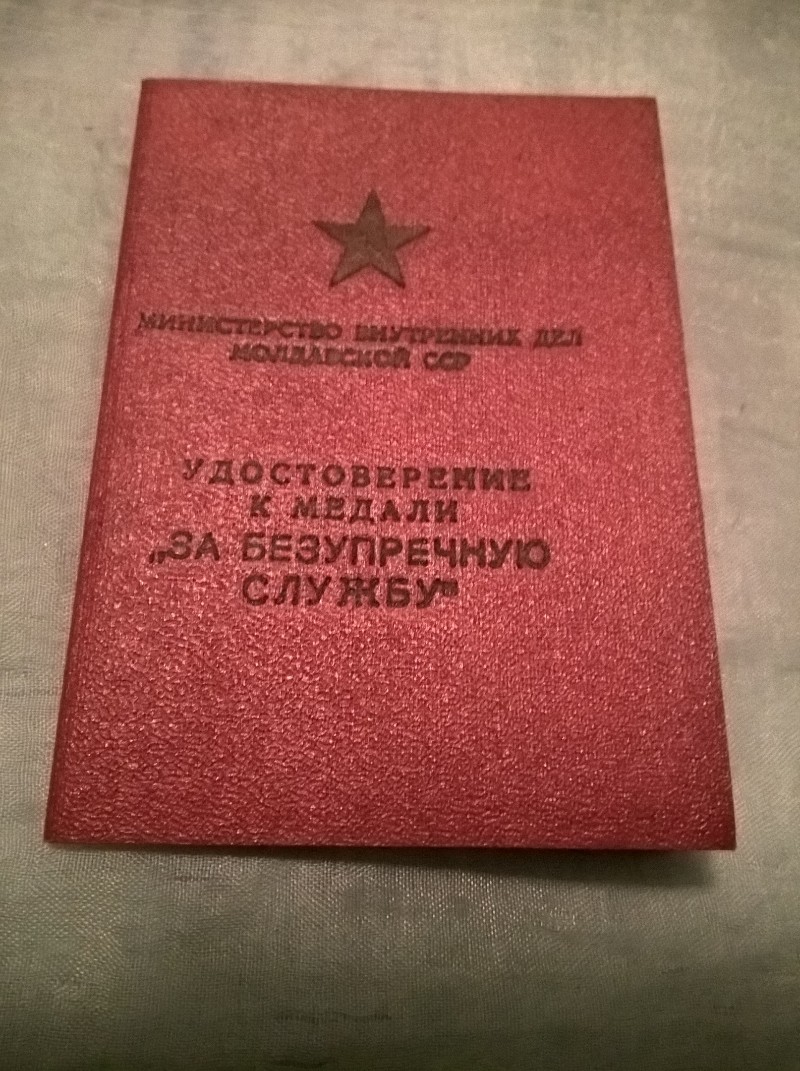 МИНИСТЕРСТВО ВНУТРЕННИХ ДЕЛ
МОЛДАВСКОЙ ССР
УДОСТОВЕРЕНИЕ
К МЕДАЛИ
„ЗА БЕЗУПРЕЧНУЮ
СЛУЖБУ"